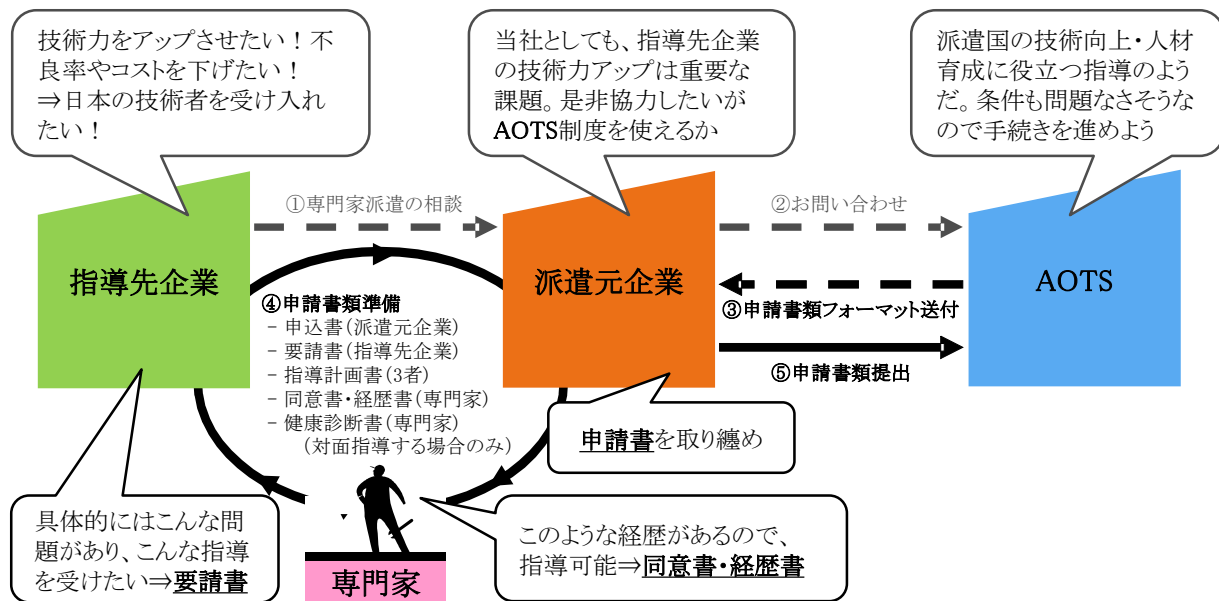 技術力をアップさせたい！不
良率やコストを下げたい！
⇒日本の技術者を受け入れ
たい！
当社としても、指導先企業
の技術力アップは重要な
課題。是非協力したいが
AOTS制度を使えるか
派遣国の技術向上・人材
育成に役立つ指導のよう
だ。条件も問題なさそうな
ので手続きを進めよう
①専門家派遣の相談
②お問い合わせ
指導先企業
派遣元企業
AOTS
③申請書類フォーマット送付
④申請書類準備
- 申込書(派遣元企業)
- 要請書(指導先企業)
- 指導計画書(3者)
- 同意書・経歴書(専門家)
- 健康診断書(専門家)
(対面指導する場合のみ)
⑤申請書類提出
申請書を取り纏め
具体的にはこんな問
題があり、こんな指導
を受けたい⇒要請書
このような経歴があるので、
指導可能⇒同意書・経歴書
専門家